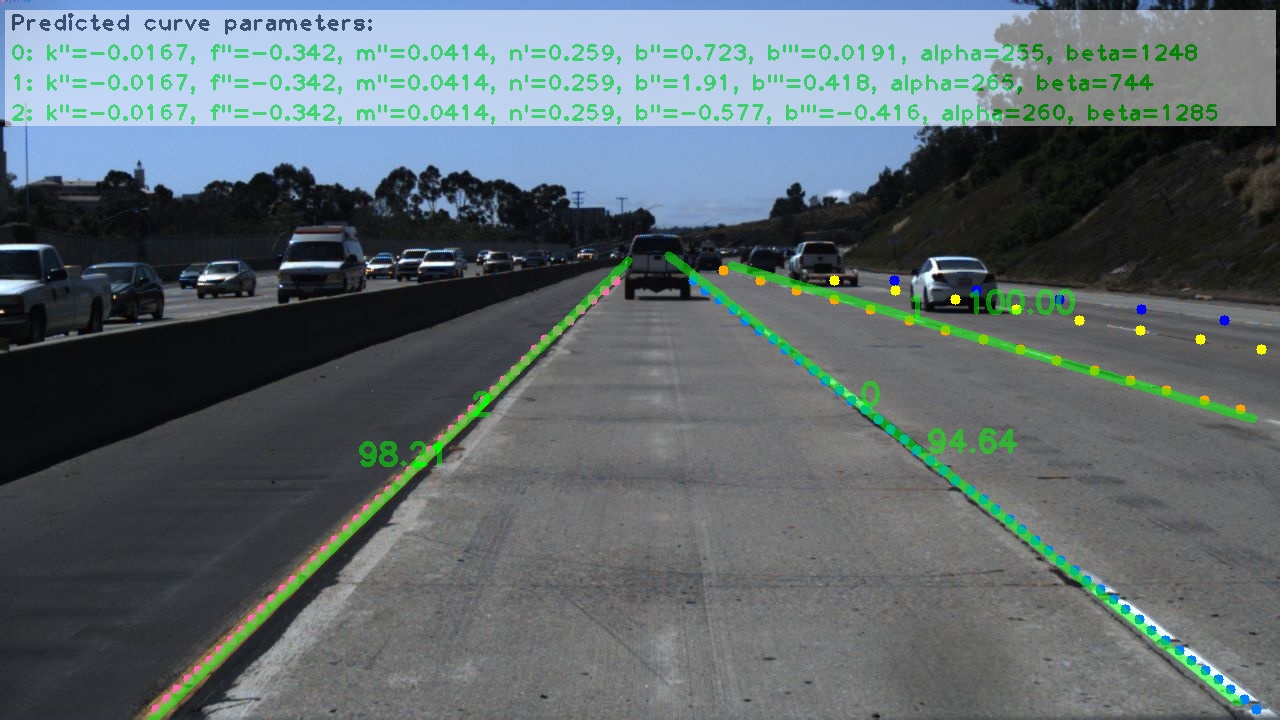 Predicted curve parameters:
0: k''=-0.0167, f''=-0.342, m''=0.0414, n'=0.259, b''=0.723, b'''=0.0191, alpha=255, beta=1248
1: k''=-0.0167, f''=-0.342, m''=0.0414, n'=0.259, b''=1.91, b'''=0.418, alpha=265, beta=744
2: k''=-0.0167, f''=-0.342, m''=0.0414, n'=0.259, b''=-0.577, b'''=-0.416, alpha=260, beta=1285
1 100.00
2 0
98.21 94.64